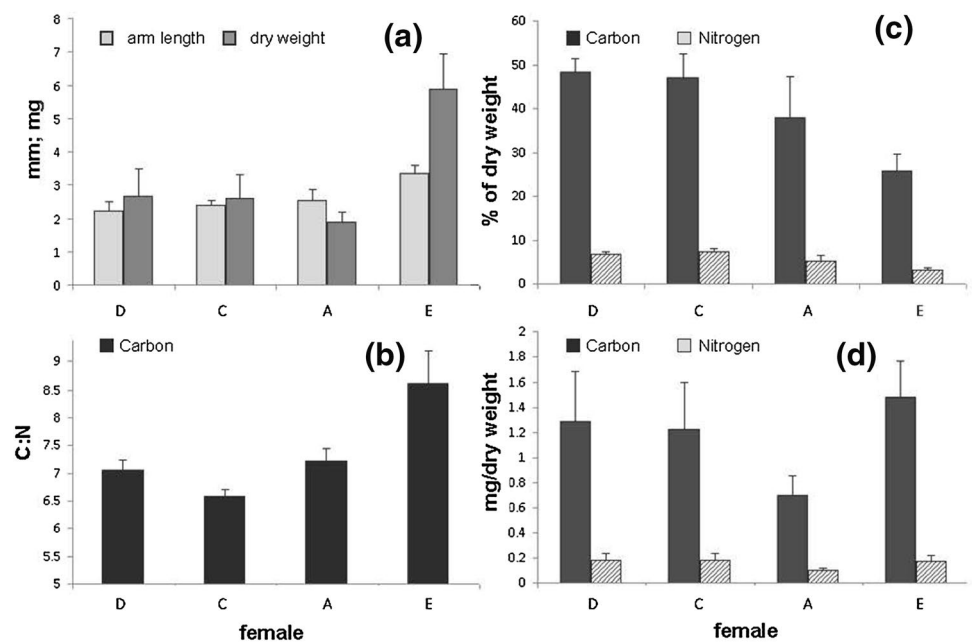 (a)
arm length dry weight
mm; mg
8
7
6
5
4
3
2
1
0
D C A E
(c)
Carbon Nitrogen
% of dry weight
60
50
40
30
20
10
0
D C A E
(b)
Carbon
C:N
9
8.5
8
7.5
7
6.5
6
5.5
5
D C A E
female
(d)
Carbon Nitrogen
mg/dry weight
2
1.8
1.6
1.4
1.2
1
0.8
0.6
0.4
0.2
0
D C A E
female